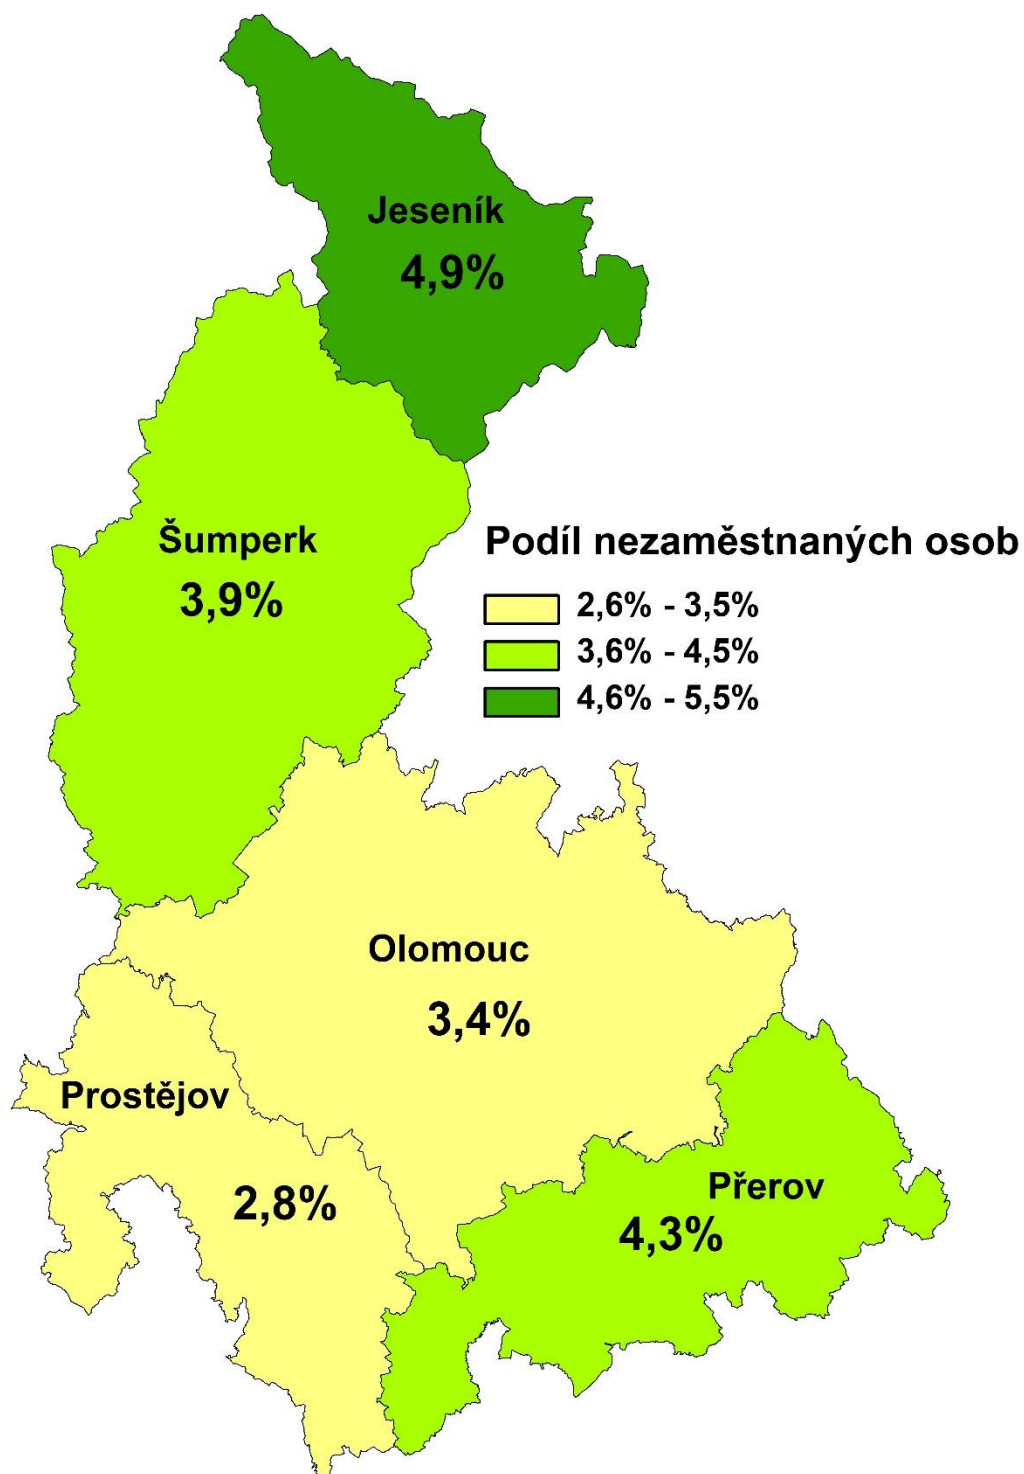 Jeseník
4,9%
Šumperk
3,9%
Podíl nezaměstnaných osob
2,6% - 3,5%
3,6% - 4,5%
4,6% - 5,5%
Olomouc
3,4%
Prostějov
2,8%
Přerov
4,3%